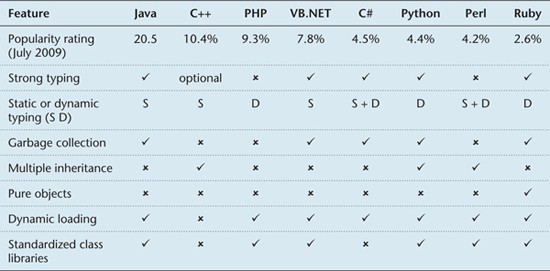 Feature Java C++ PHP VB.NET C# Python Perl Ruby
Popularity rating 20.5 10.4% 9.3% 7.8% 4.5% 4.4% 4.2% 2.6%
(July 2009)
Strong typing ✓ optional × ✓ ✓ ✓ × ✓
Static or dynamic S S D S S + D D S + D D
typing (S D)
Garbage collection ✓ × × ✓ ✓ ✓ × ✓
Multiple inheritance × ✓ × × × ✓ ✓ ×
Pure objects × × × × × × × ✓
Dynamic loading ✓ × ✓ ✓ ✓ ✓ ✓ ✓
Standardized class ✓ × ✓ ✓ × ✓ ✓ ✓
libraries